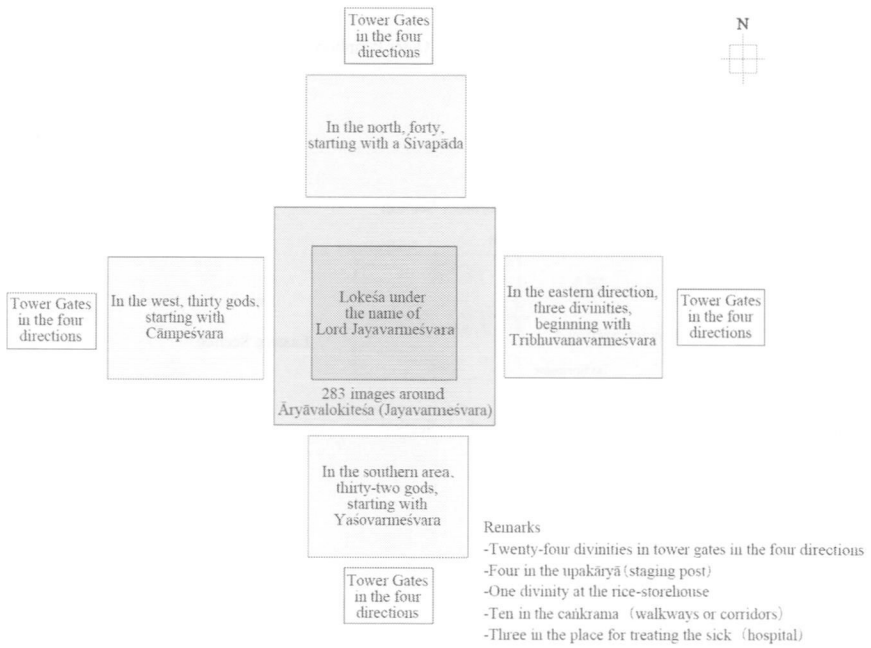 Tower Gates
in the four
directions
N
In the north, forty,
starting with a Śivapāda
Tower Gates
in the four
directions
In the west, thirty gods,
starting with
Cāmpeśvara
Lokeśa under
the name of
Lord Jayavarmeśvara
283 images around
Āryāvalokiteśa (Jayavarmeśvara)
In the eastern direction,
three divinities,
beginning with
Tribhuvanavarmeśvara
Tower Gates
in the four
directions
In the southern area,
thirty-two gods,
starting with
Yaśovarmeśvara
Tower Gates
in the four
directions
Remarks
-Twenty-four divinities in tower gates in the four directions
-Four in the upakāryā (staging post)
-One divinity at the rice-storehouse
-Ten in the caṅkrama (walkways or corridors)
-Three in the place for treating the sick (hospital)